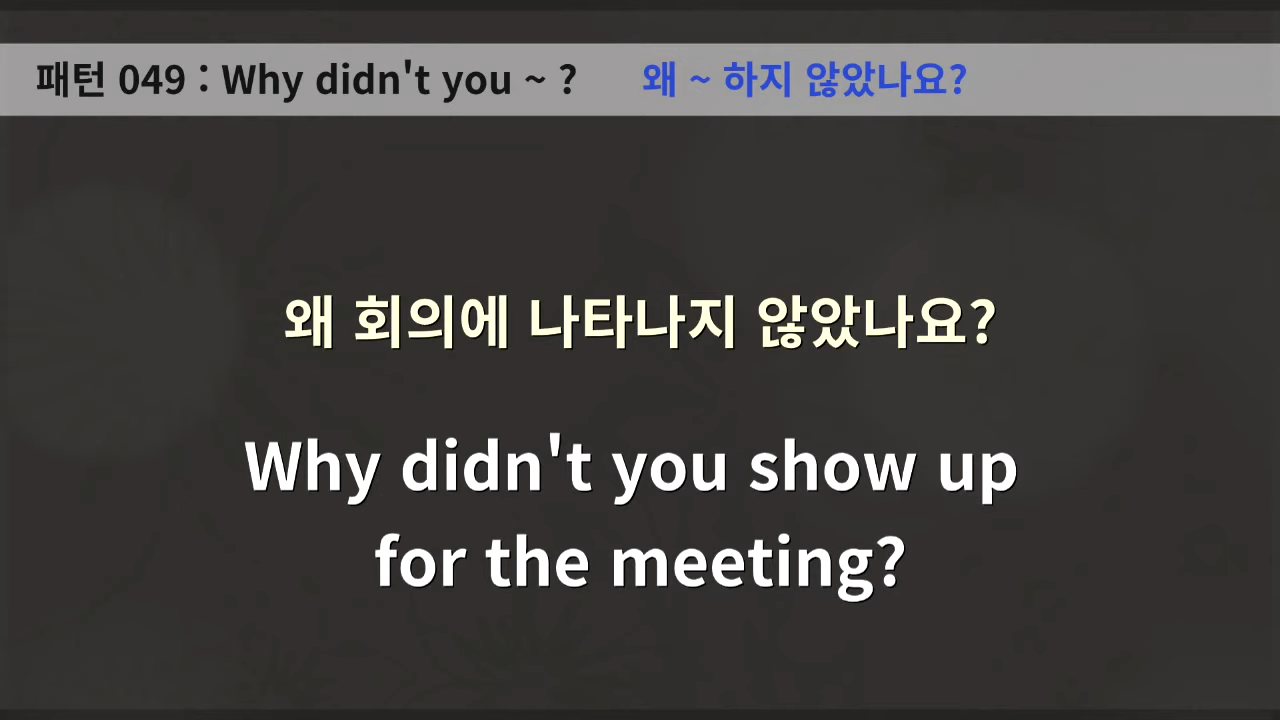 패턴 049 : Why didn't you ~ ? 왜 ~ 하지 않았나요?
왜 회의에 나타나지 않았나요?
Why didn't you show up
for the meeting?